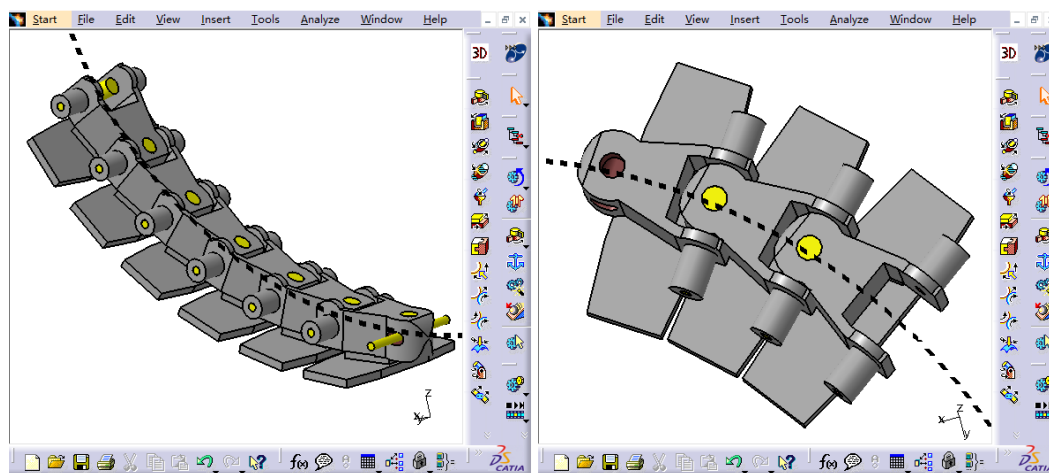 Start File Edit View Insert Tools Analyze Window Help
3D
z
x
f(x)
CATIA
Start File Edit View Insert Tools Analyze Window Help
3D
z
x
y
f(x)
CATIA